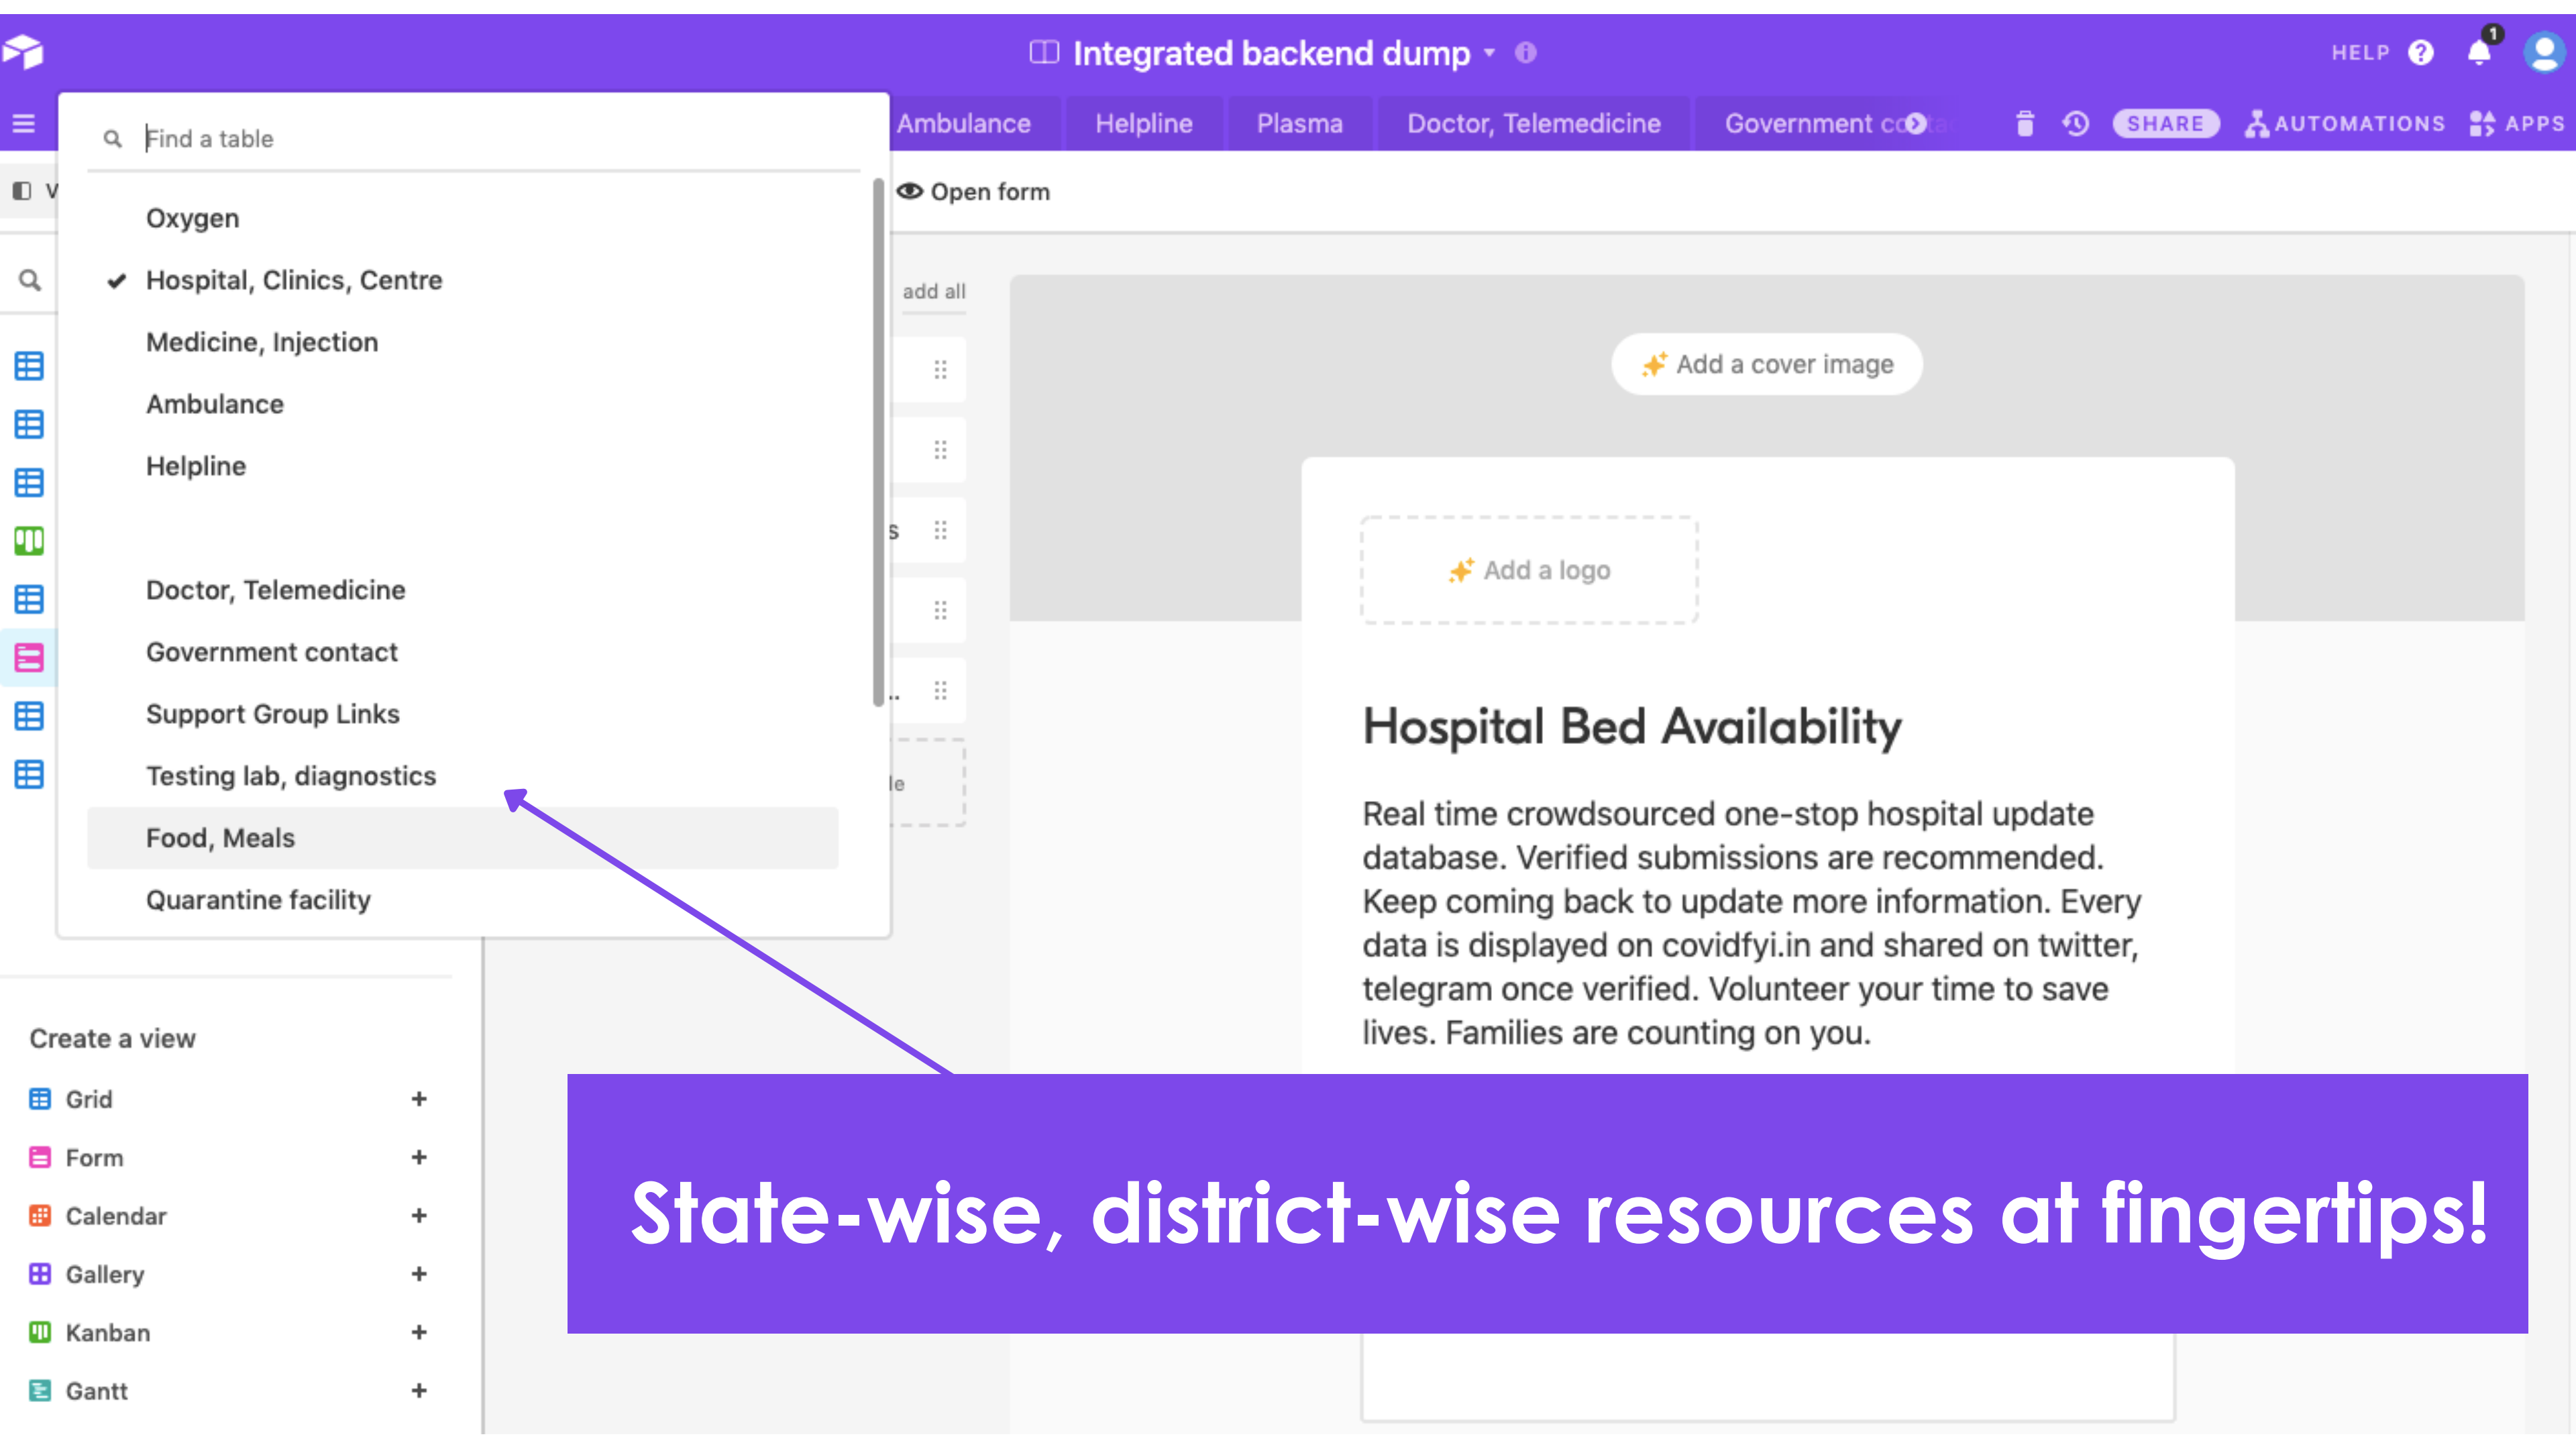 Integrated backend dump
HELP
1
Find a table
Ambulance
Helpline
Plasma
Doctor, Telemedicine
Government
SHARE
AUTOMATIONS
APPS
Open form
Oxygen
Hospital, Clinics, Centre
Medicine, Injection
Ambulance
Helpline
Doctor, Telemedicine
Government contact
Support Group Links
Testing lab, diagnostics
Food, Meals
Quarantine facility
add all
Add a cover image
Add a logo
Hospital Bed Availability
Real time crowdsourced one-stop hospital update
database. Verified submissions are recommended.
Keep coming back to update more information. Every
data is displayed on covidfyi.in and shared on twitter,
telegram once verified. Volunteer your time to save
lives. Families are counting on you.
Create a view
Grid
Form
Calendar
Gallery
Kanban
Gantt
State-wise, district-wise resources at fingertips!